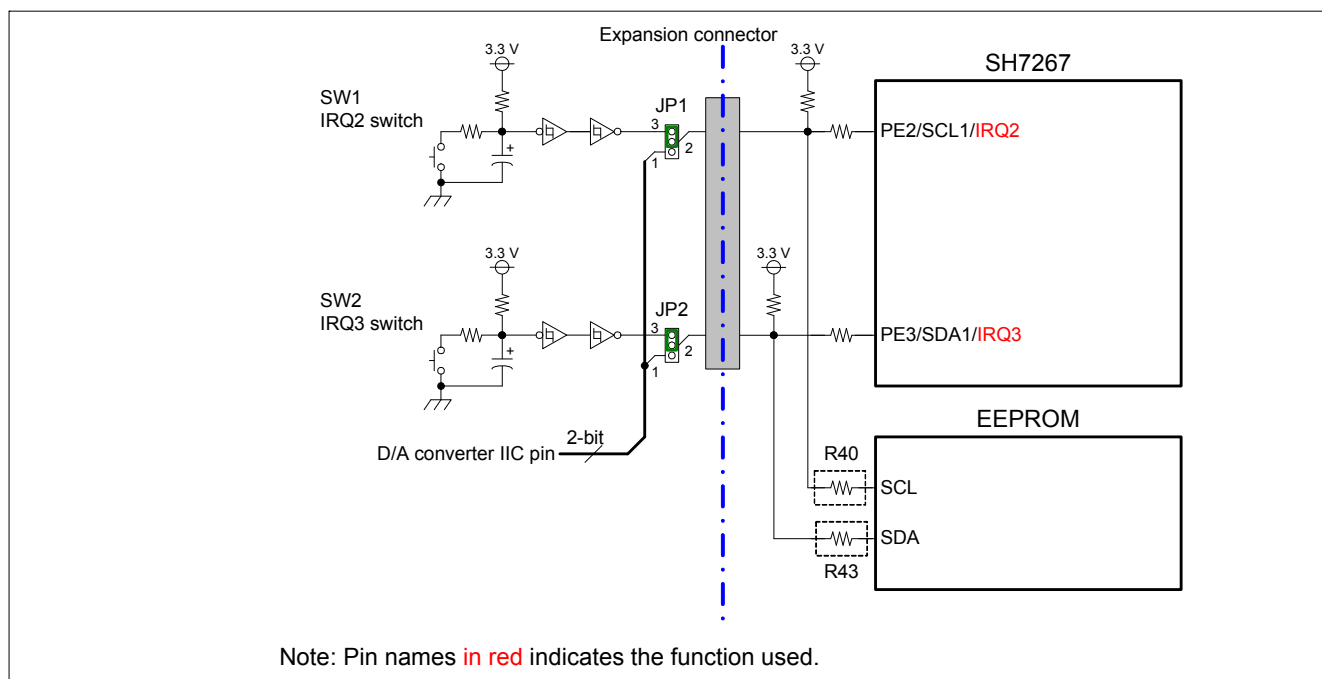 Expansion connector
3.3 V
3.3 V
SH7267
SW1
IRQ2 switch
JP1
3
2
1
+
PE2/SCL1/IRQ2
3.3 V
3.3 V
SW2
IRQ3 switch
JP2
3
2
1
+
PE3/SDA1/IRQ3
EEPROM
2-bit
D/A converter IIC pin
R40
SCL
SDA
R43
Note: Pin names in red indicates the function used.